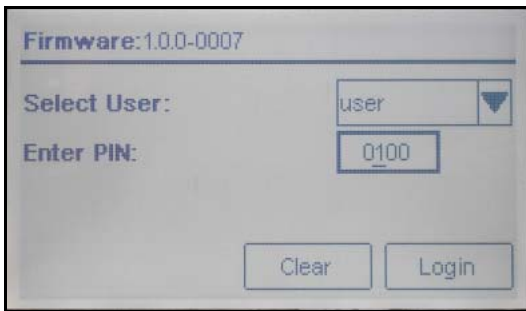 Firmware:1.0.0-0007
Select User: user
Enter PIN: 0100
Clear Login